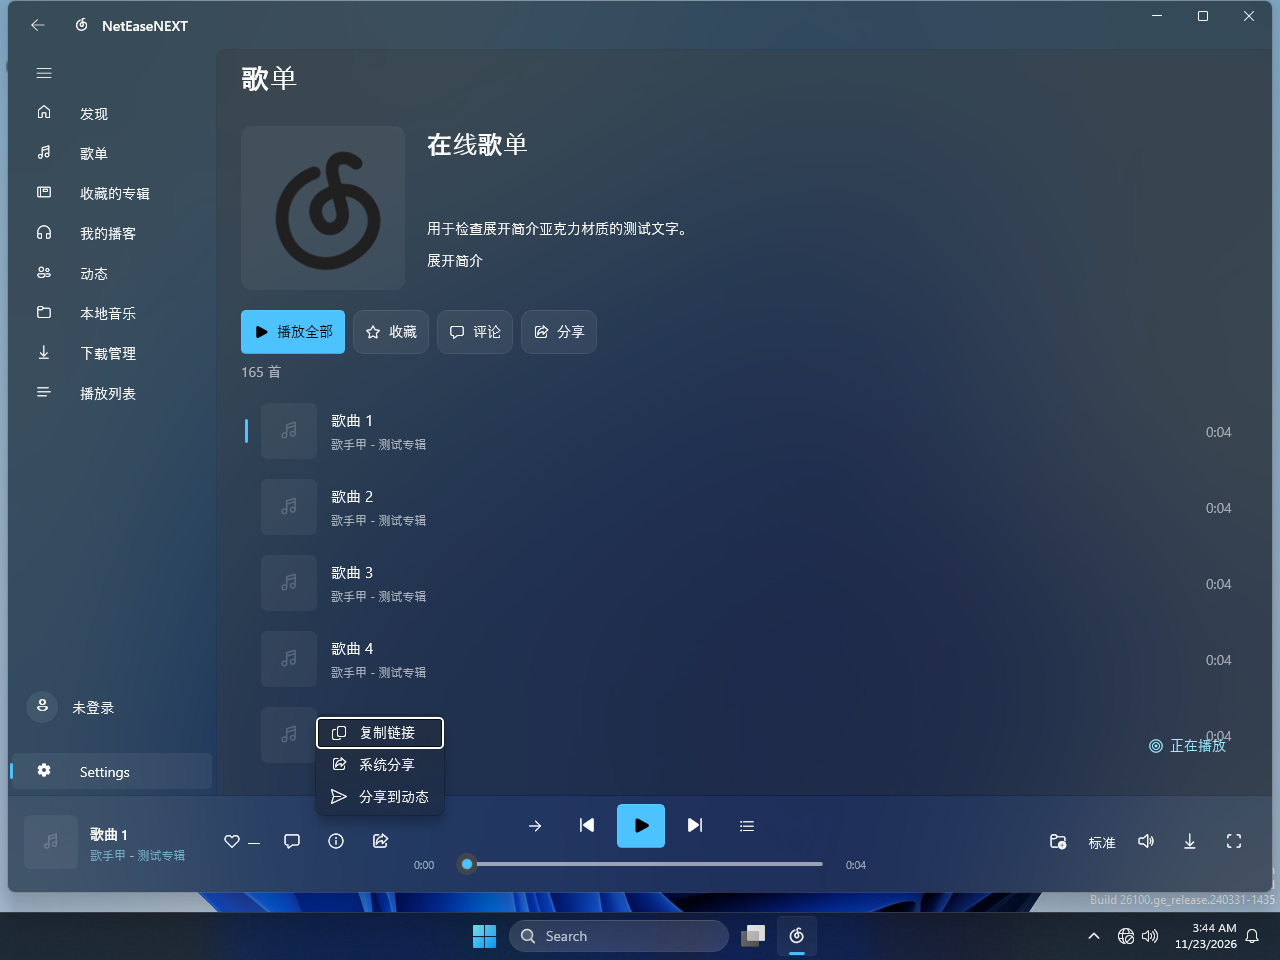 NetEaseNEXT
发现
歌单
收藏的专辑
我的播客
动态
本地音乐
下载管理
播放列表
未登录
Settings
歌单
在线歌单
用于检查展开简介亚克力材质的测试文字。
展开简介
播放全部
收藏
评论
分享
165 首
歌曲 1
歌手甲 - 测试专辑
0:04
歌曲 2
歌手甲 - 测试专辑
0:04
歌曲 3
歌手甲 - 测试专辑
0:04
歌曲 4
歌手甲 - 测试专辑
0:04
0:04
正在播放
复制链接
系统分享
分享到动态
歌曲 1
歌手甲 - 测试专辑
0:00
0:04
标准
Build 26100.ge_release.240331-1435
Search
3:44 AM
11/23/2026